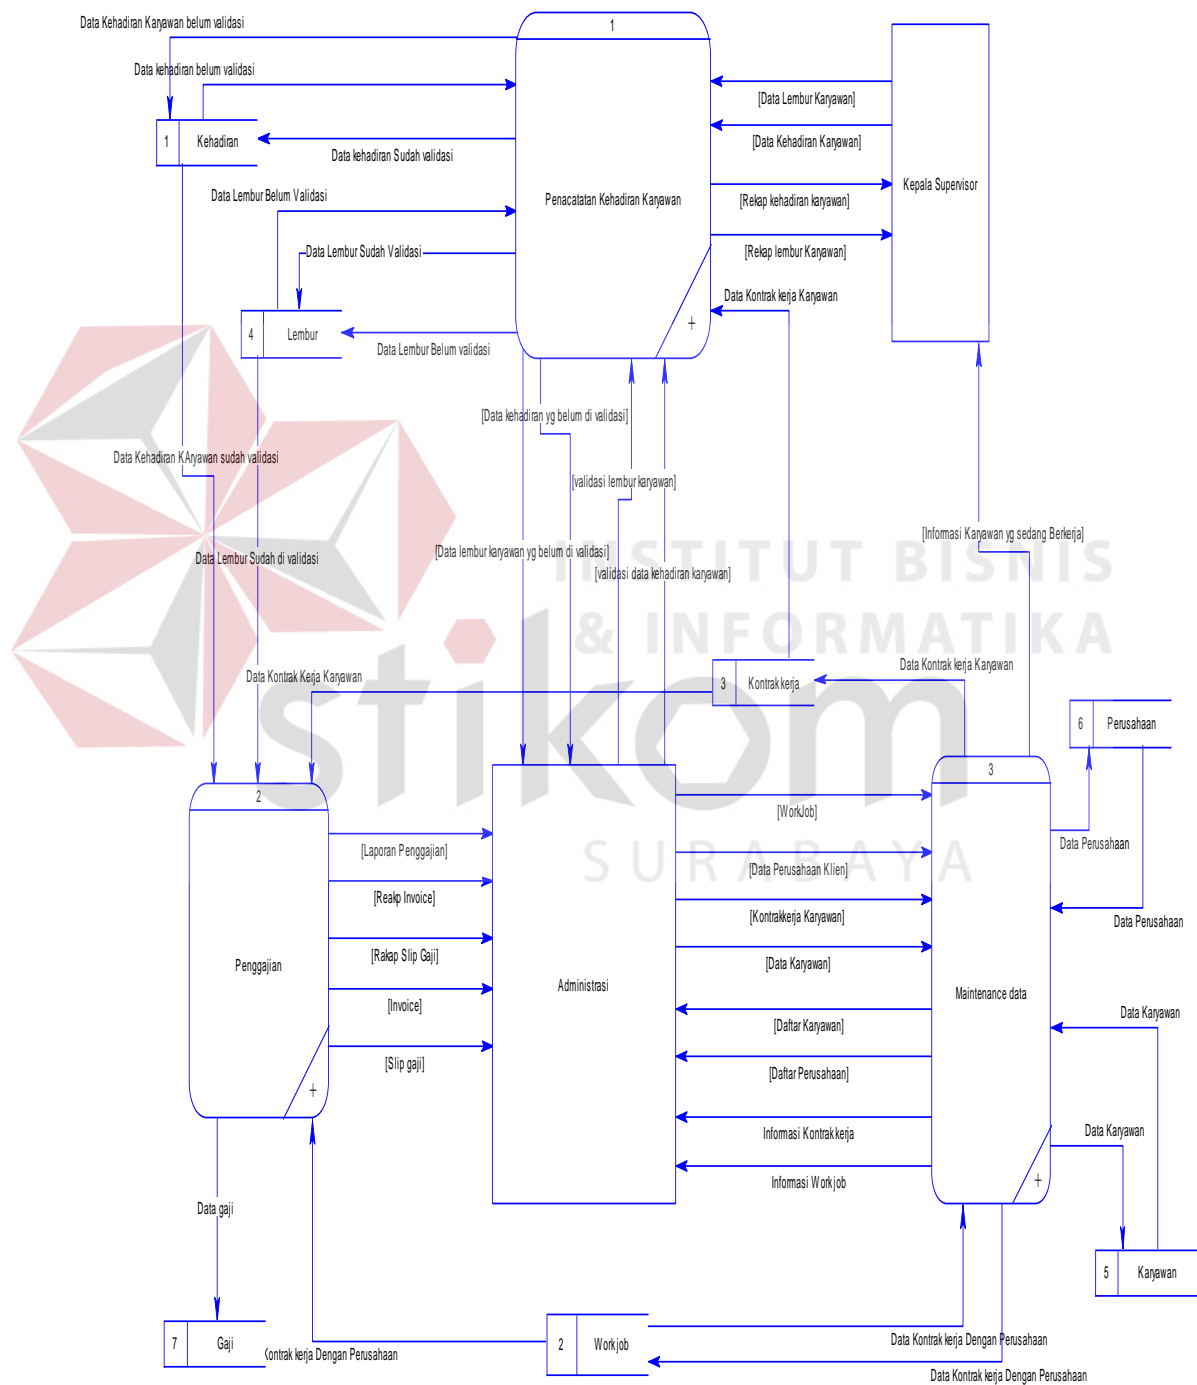 Data Kehadiran Karyawan belum validasi
1
Data kehadiran belum validasi
[Data Lembur Karyawan]
1
Kehadiran
[Data Kehadiran Karyawan]
Data kehadiran Sudah validasi
Kepala Supervisor
Data Lembur Belum Validasi
Penacatatan Kehadiran Karyawan
[Rekap kehadiran karyawan]
Data Lembur Sudah Validasi
[Rekap lembur Karyawan]
Data Kontrak kerja Karyawan
4
Lembur
+
Data Lembur Belum validasi
[Data kehadiran yg belum di validasi]
Data Kehadiran KAryawan sudah validasi
[validasi lembur karyawan]
[Informasi Karyawan yg sedang Berkerja]
[Data lembur karyawan yg belum di validasi]
Data Lembur Sudah di validasi
[validasi data kehadiran karyawan]
INSTITUT BISNIS
& INFORMATIKA
stikom
SURABAYA
Data Kontrak kerja Karyawan
Data Kontrak Kerja Karyawan
3
Kontrak kerja
6
Perusahaan
3
2
[WorkJob]
Data Perusahaan
[Laporan Penggajian]
[Data Perusahaan Klien]
[Reakp Invoice]
[Kontrakkerja Karyawan]
Data Perusahaan
[Rakap Slip Gaji]
[Data Karyawan]
Penggajian
Administrasi
Maintenance data
[Invoice]
Data Karyawan
[Daftar Karyawan]
[Slip gaji]
[Daftar Perusahaan]
+
Informasi Kontrak kerja
Data Karyawan
Informasi Workjob
+
Data gaji
5
Karyawan
7
Gaji
2
Workjob
Data Kontrak kerja Dengan Perusahaan
Kontrak kerja Dengan Perusahaan
Data Kontrak kerja Dengan Perusahaan